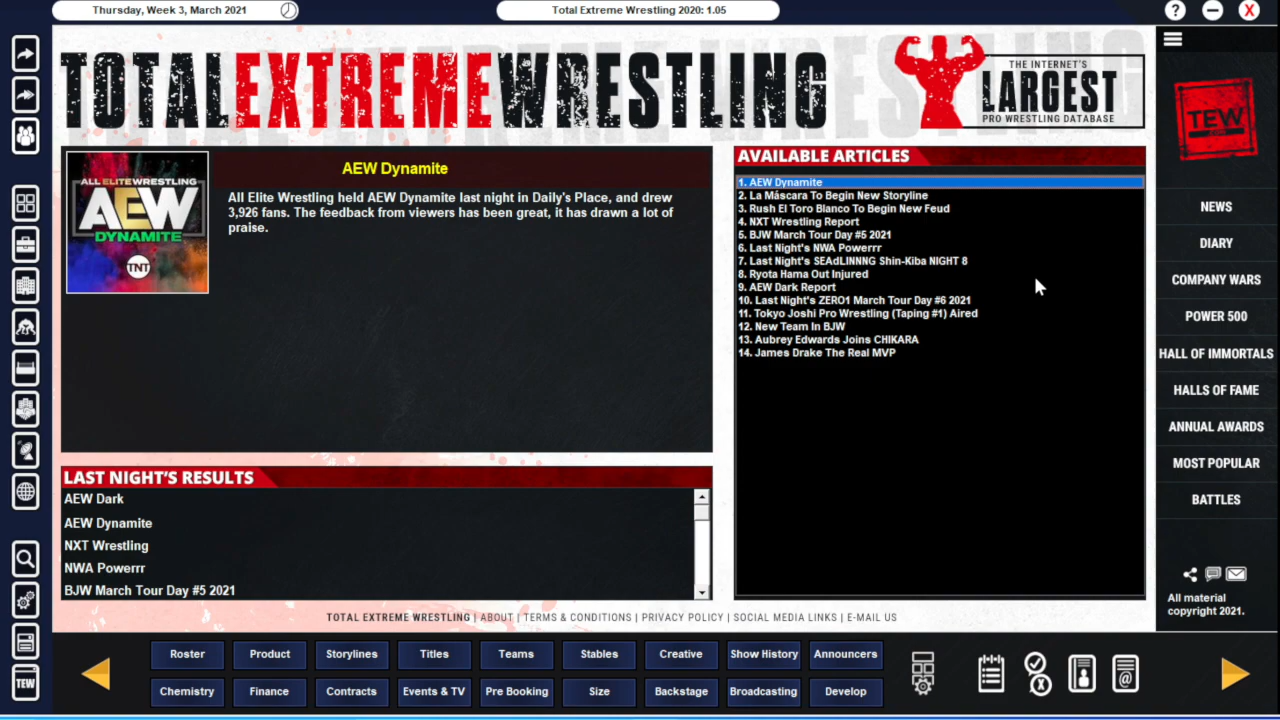 Thursday, Week 3, March 2021
Total Extreme Wrestling 2020: 1.05
? X
TOTALEXTREMEWRESTLING
THE INTERNET'S
LARGEST
PRO WRESTLING DATABASE
TEW
AEW Dynamite
ALL ELITE WRESTLING
AEW
DYNAMITE
TNT
All Elite Wrestling held AEW Dynamite last night in Daily's Place, and drew
3,926 fans. The feedback from viewers has been great, it has drawn a lot of
praise.
AVAILABLE ARTICLES
1. AEW Dynamite
2. La Máscara To Begin New Storyline
3. Rush El Toro Blanco To Begin New Feud
4. NXT Wrestling Report
5. BJW March Tour Day #5 2021
6. Last Night's NWA Powerrr
7. Last Night's SEAdLINNNG Shin-Kiba NIGHT 8
8. Ryota Hama Out Injured
9. AEW Dark Report
10. Last Night's ZERO1 March Tour Day #6 2021
11. Tokyo Joshi Pro Wrestling (Taping #1) Aired
12. New Team In BJW
13. Aubrey Edwards Joins CHIKARA
14. James Drake The Real MVP
NEWS
DIARY
COMPANY WARS
POWER 500
HALL OF IMMORTALS
HALLS OF FAME
ANNUAL AWARDS
MOST POPULAR
BATTLES
All material
copyright 2021.
LAST NIGHT'S RESULTS
AEW Dark
AEW Dynamite
NXT Wrestling
NWA Powerrr
BJW March Tour Day #5 2021
TOTAL EXTREME WRESTLING | ABOUT | TERMS & CONDITIONS | PRIVACY POLICY | SOCIAL MEDIA LINKS | E-MAIL US
Roster Product Storylines Titles Teams Stables Creative Show History Announcers
Chemistry Finance Contracts Events & TV Pre Booking Size Backstage Broadcasting Develop
TEW